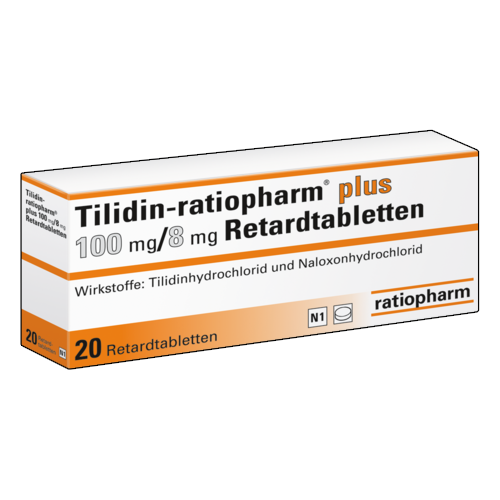 Tilidin-
ratiopharm®
plus 100 mg/8 mg
Retardtabletten
20
N1
Tilidin-ratiopharm® plus
100 mg/8 mg Retardtabletten
Wirkstoffe: Tilidinhydrochlorid und Naloxonhydrochlorid
20 Retardtabletten
N1
ratiopharm